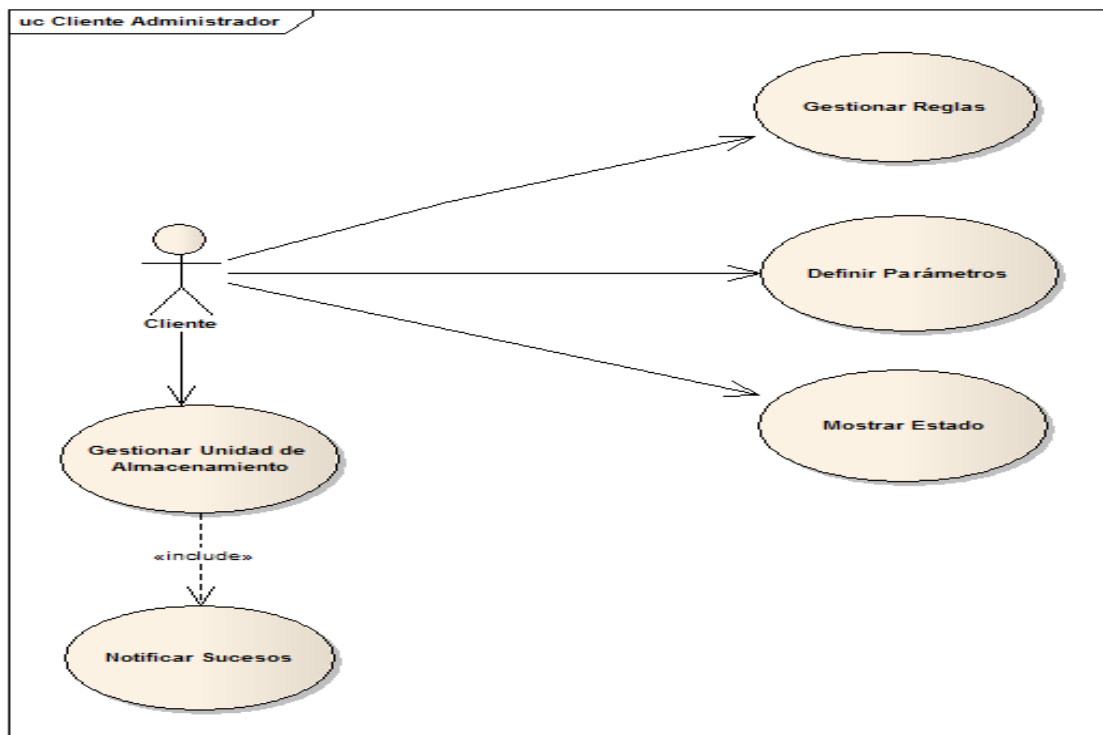 uc Cliente Administrador
Gestionar Reglas
Definir Parámetros
Cliente
Mostrar Estado
Gestionar Unidad de
Almacenamiento
«include»
Notificar Sucesos